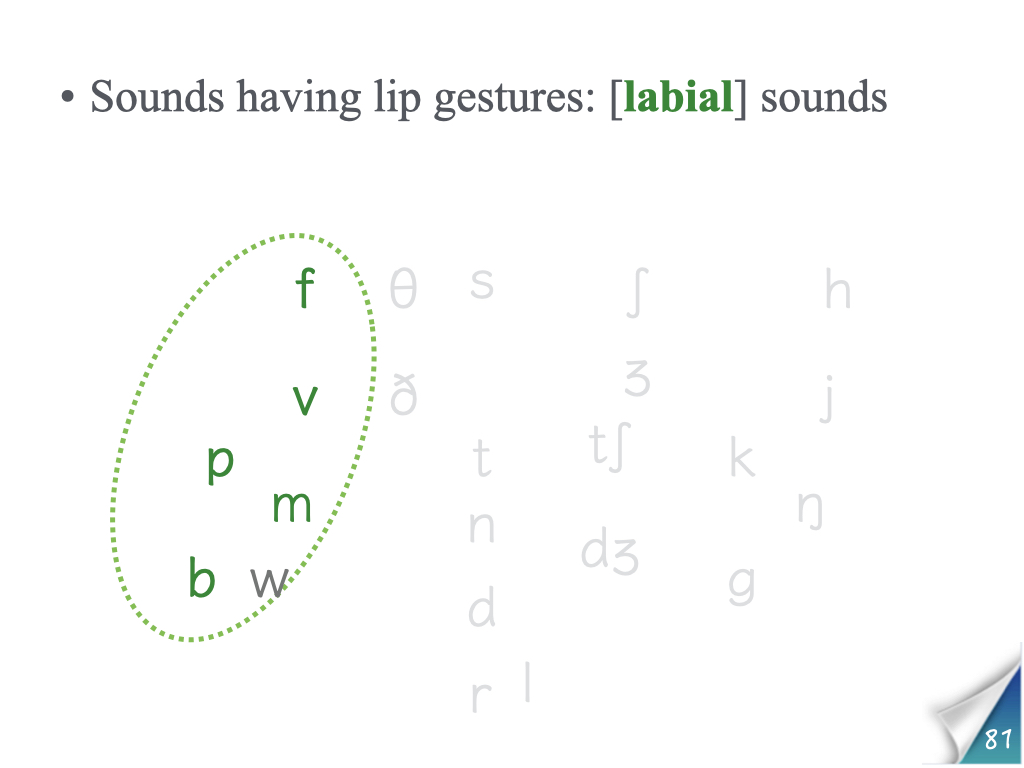 • Sounds having lip gestures: [labial] sounds
f θ s ʃ h
v ð ʒ j
p t tʃ k
m n ŋ
b w d dʒ g
r l
81